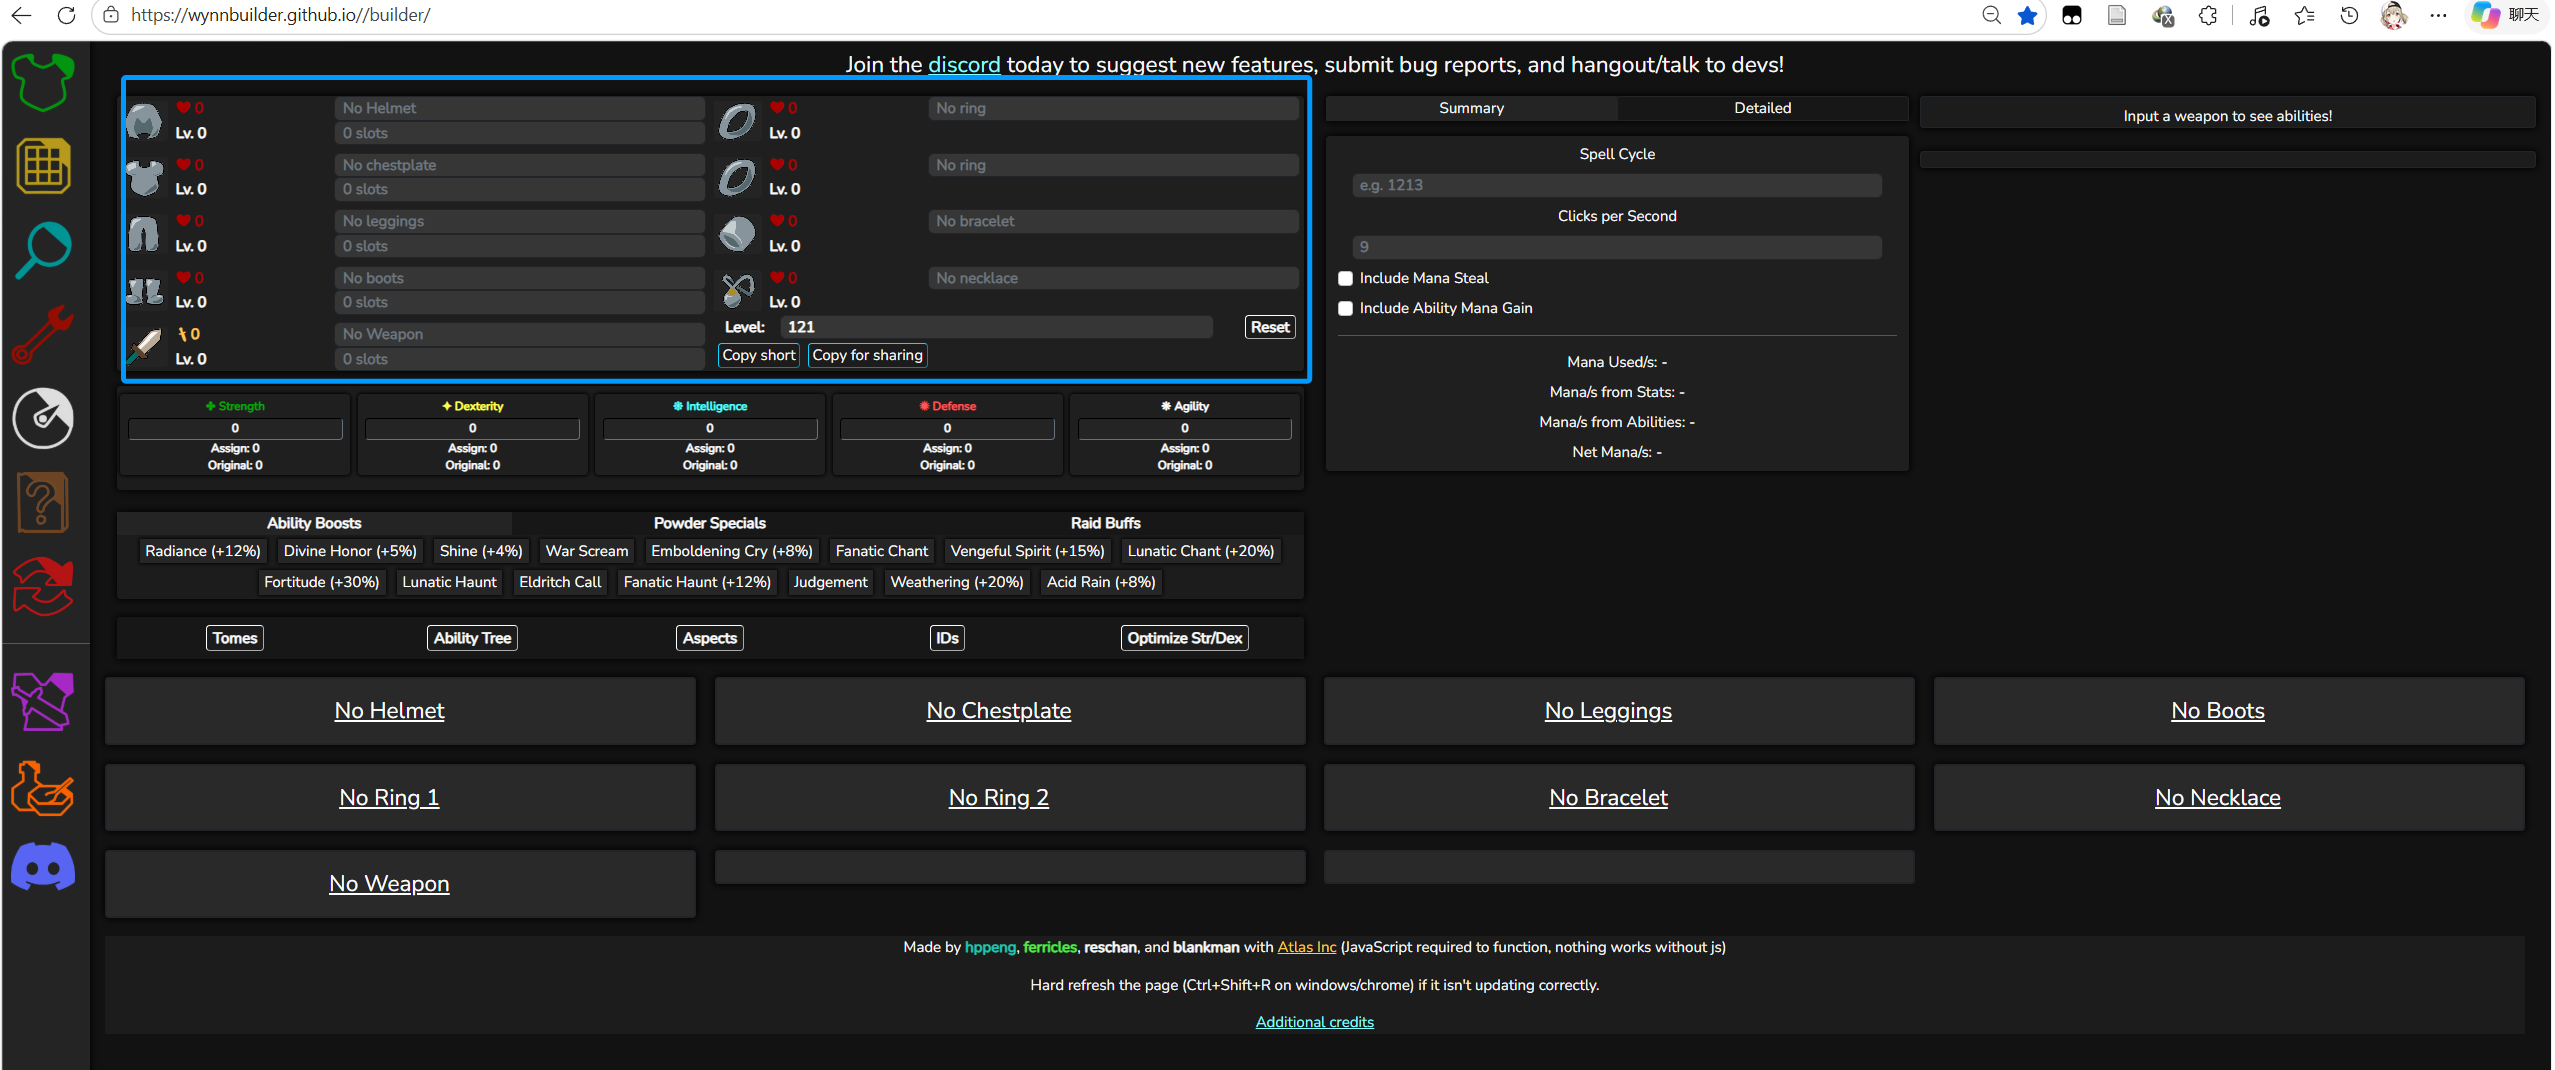 https://wynnbuilder.github.io//builder/
聊天
Join the discord today to suggest new features, submit bug reports, and hangout/talk to devs!
0
Lv. 0
No Helmet
0 slots
0
Lv. 0
No ring
0
Lv. 0
No chestplate
0 slots
0
Lv. 0
No ring
0
Lv. 0
No leggings
0 slots
0
Lv. 0
No bracelet
0
Lv. 0
No boots
0 slots
0
Lv. 0
No necklace
0
Lv. 0
No Weapon
0 slots
Level: 121
Reset
Copy short Copy for sharing
Strength
0
Assign: 0
Original: 0
Dexterity
0
Assign: 0
Original: 0
Intelligence
0
Assign: 0
Original: 0
Defense
0
Assign: 0
Original: 0
Agility
0
Assign: 0
Original: 0
Ability Boosts Powder Specials Raid Buffs
Radiance (+12%) Divine Honor (+5%) Shine (+4%) War Scream Emboldening Cry (+8%) Fanatic Chant Vengeful Spirit (+15%) Lunatic Chant (+20%)
Fortitude (+30%) Lunatic Haunt Eldritch Call Fanatic Haunt (+12%) Judgement Weathering (+20%) Acid Rain (+8%)
Tomes Ability Tree Aspects IDs Optimize Str/Dex
Summary Detailed
Spell Cycle
e.g. 1213
Clicks per Second
9
Include Mana Steal
Include Ability Mana Gain
Mana Used/s: -
Mana/s from Stats: -
Mana/s from Abilities: -
Net Mana/s: -
Input a weapon to see abilities!
No Helmet No Chestplate No Leggings No Boots
No Ring 1 No Ring 2 No Bracelet No Necklace
No Weapon
Made by hppeng, ferricles, reschan, and blankman with Atlas Inc (JavaScript required to function, nothing works without js)
Hard refresh the page (Ctrl+Shift+R on windows/chrome) if it isn't updating correctly.
Additional credits